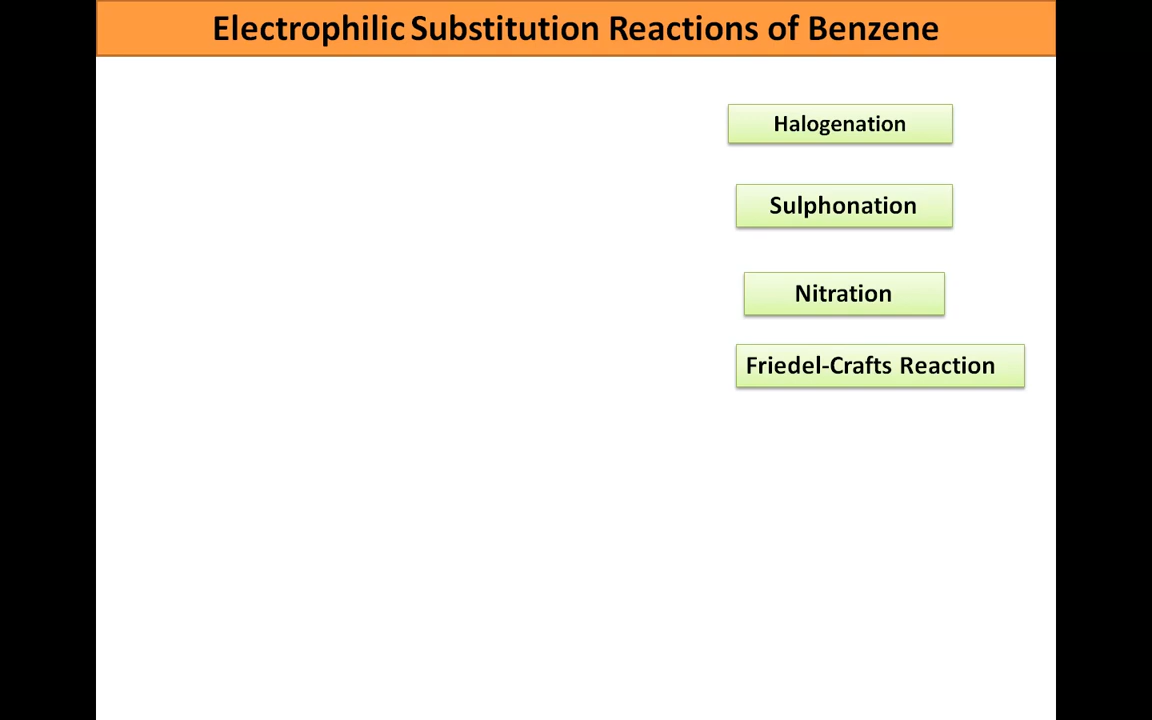 Electrophilic Substitution Reactions of Benzene
Halogenation
Sulphonation
Nitration
Friedel-Crafts Reaction